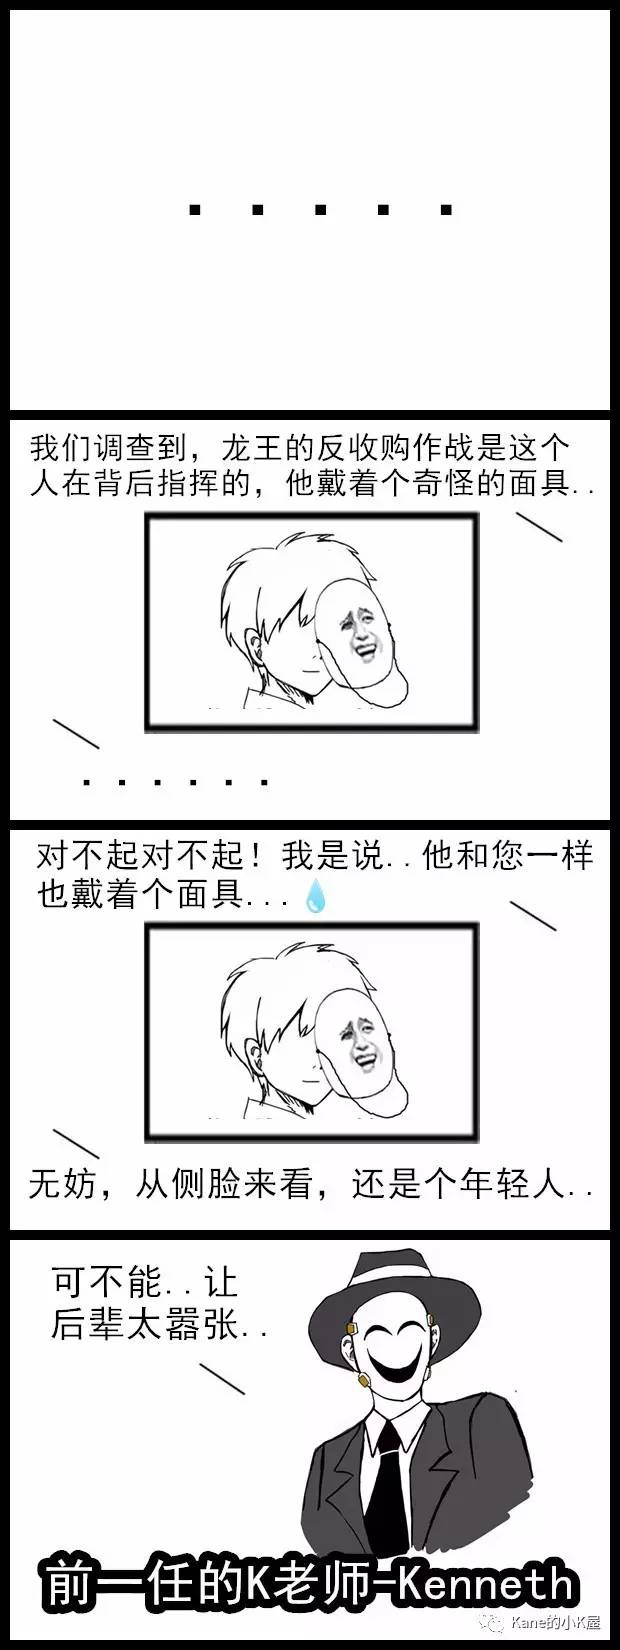 .....
我们调查到，龙王的反收购作战是这个
人在背后指挥的，他戴着个奇怪的面具..
......
对不起对不起！我是说..他和您一样
也戴着个面具...
无妨，从侧脸来看，还是个年轻人..
可不能..让
后辈太嚣张..
前一任的K老师-Kenneth
Kane的小K屋